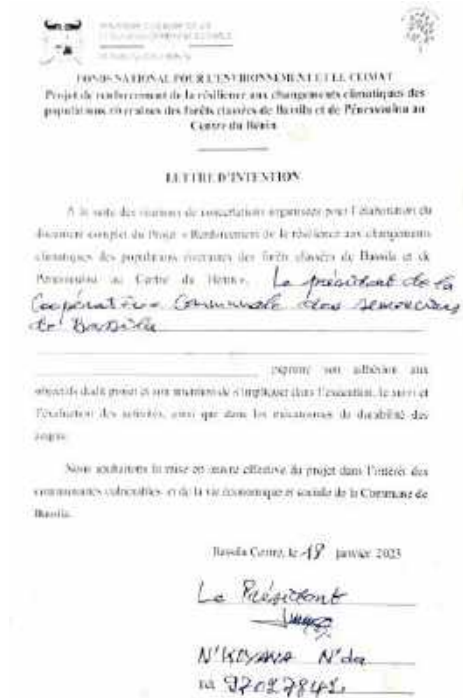 FONDS NATIONAL POUR L'ENVIRONNEMENT ET LE CLIMAT
Projet de renforcement de la résilience aux changements climatiques des
populations riveraines des forêts classées de Bassila et de Pénessoulou au
Centre du Bénin
LETTRE D'INTENTION
A la suite des réunions de concertations organisées pour l'élaboration du
document complet du Projet « Renforcement de la résilience aux changements
climatiques des populations riveraines des forêts classées de Bassila et de
Pénessoulou au Centre du Bénin », Le président de la
Coopérative Communale des semenciers
de Bassila
exprime son adhésion aux
objectifs dudit projet et son intention de s'impliquer dans l'exécution, le suivi et
l'évaluation des activités, ainsi que dans les mécanismes de durabilité des
Nous souhaitons la mise en œuvre effective du projet dans l'intérêt des
communautés vulnérables et de la vie économique et sociale de la Commune de
Bassila.
Bassila Centre, le 18 janvier 2023
Le Président
N'da
97027842